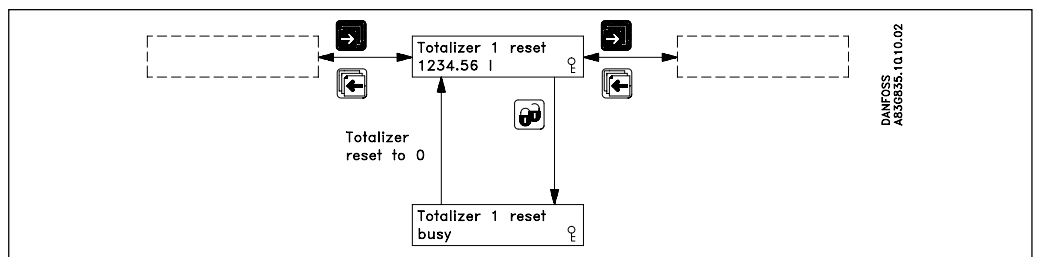 Totalizer 1 reset
1234.56 l
Totalizer
reset to 0
Totalizer 1 reset
busy
DANFOSS
A83G835.10.10.02